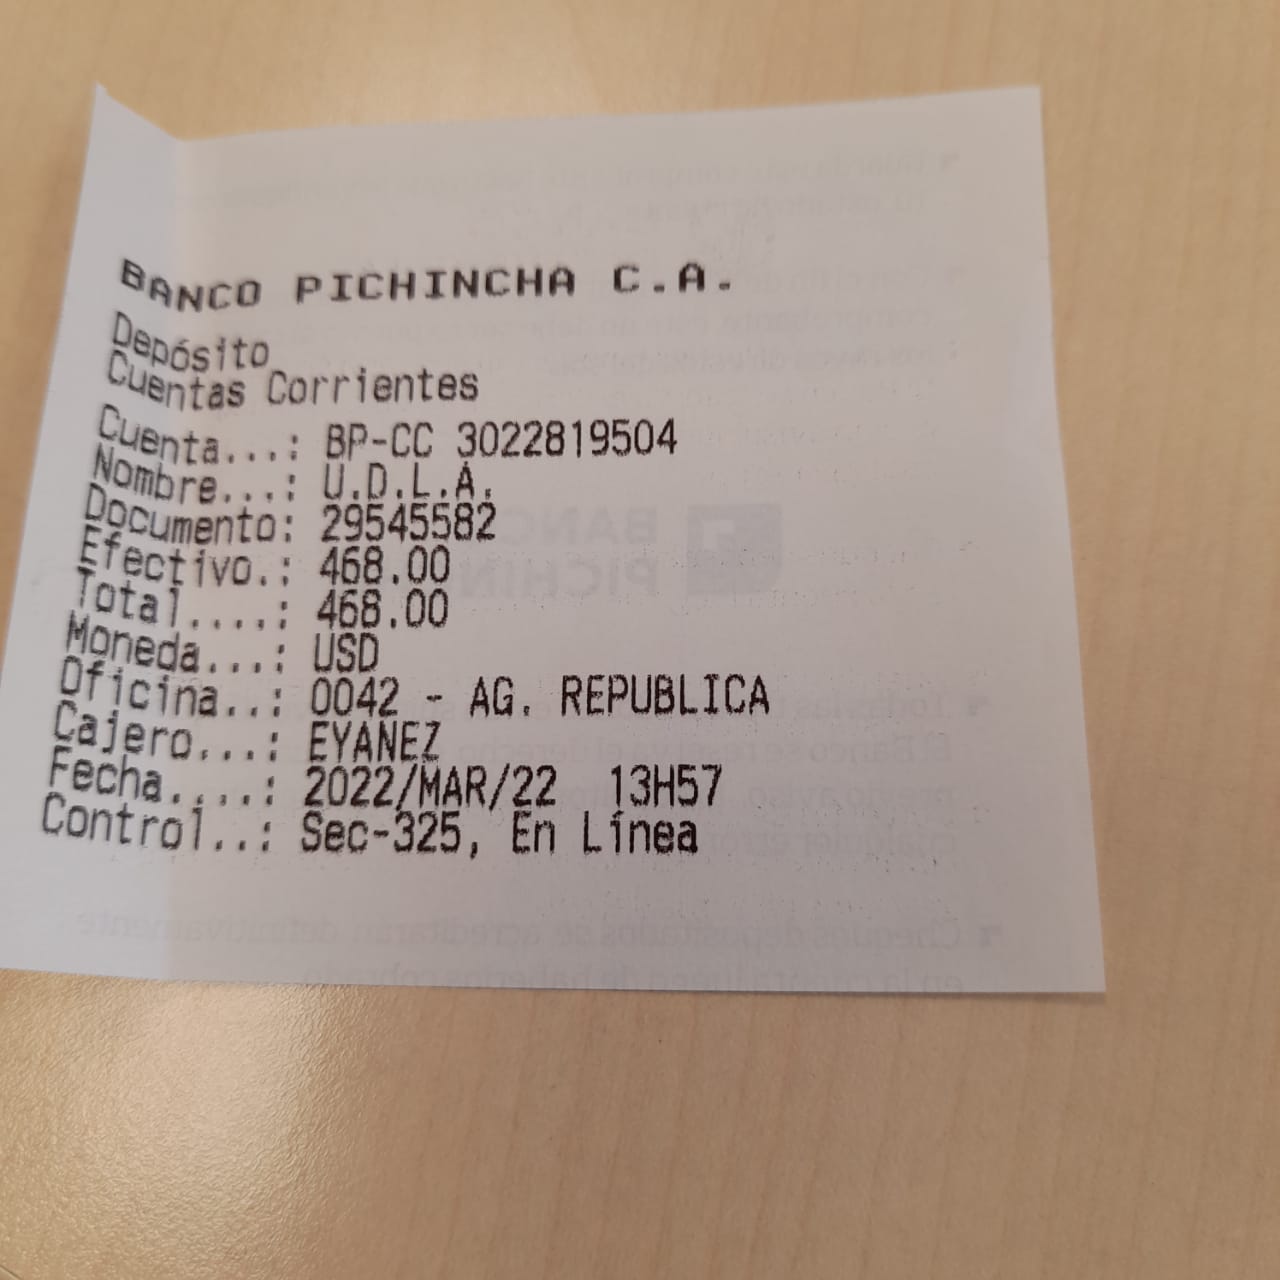 BANCO PICHINCHA C.A.
Depósito
Cuentas Corrientes
Cuenta...: BP-CC 3022819504
Nombre...: U.D.L.A.
Documento: 29545582
Efectivo.: 468.00
Total....: 468.00
Moneda...: USD
Oficina..: 0042 - AG. REPUBLICA
Cajero...: EYANEZ
Fecha....: 2022/MAR/22 13H57
Control..: Sec-325, En Línea